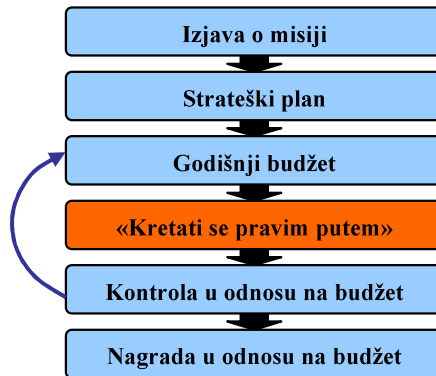 Izjava o misiji
Strateški plan
Godišnji budžet
«Kretati se pravim putem»
Kontrola u odnosu na budžet
Nagrada u odnosu na budžet